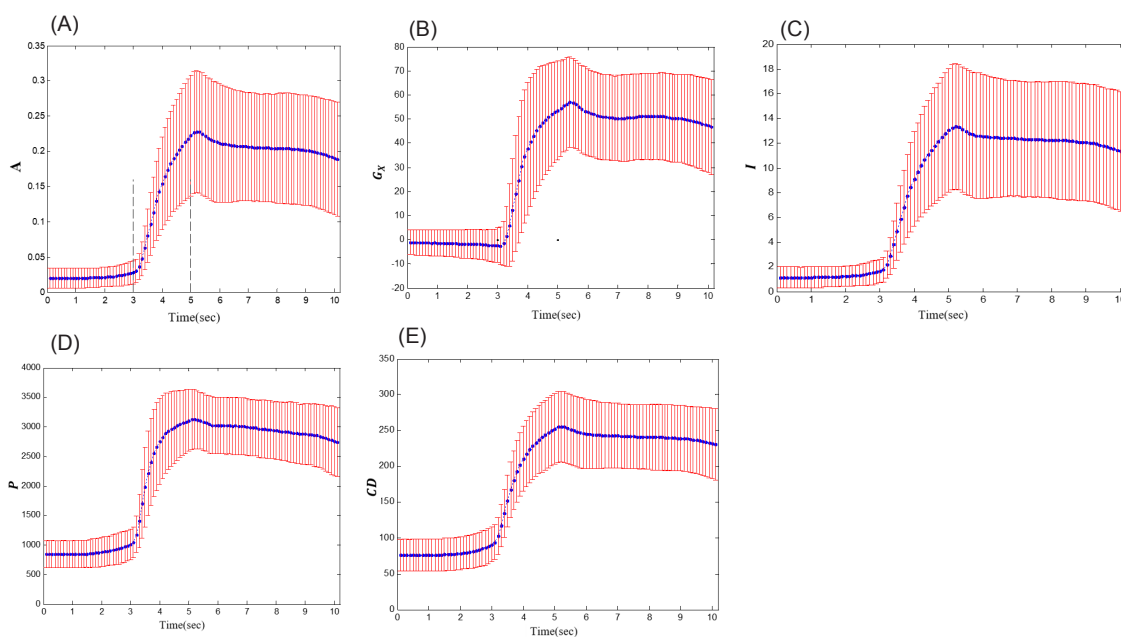 (A)
0.35
0.3
0.25
0.2
0.15
0.1
0.05
0
A
0 1 2 3 4 5 6 7 8 9 10
Time(sec)
(B)
80
70
60
50
40
30
20
10
0
-10
-20
G_X
0 1 2 3 4 5 6 7 8 9 10
Time(sec)
(C)
20
18
16
14
12
10
8
6
4
2
0
I
0 1 2 3 4 5 6 7 8 9 10
Time(sec)
(D)
4000
3500
3000
2500
2000
1500
1000
500
0
P
0 1 2 3 4 5 6 7 8 9 10
Time(sec)
(E)
350
300
250
200
150
100
50
0
CD
0 1 2 3 4 5 6 7 8 9 10
Time(sec)